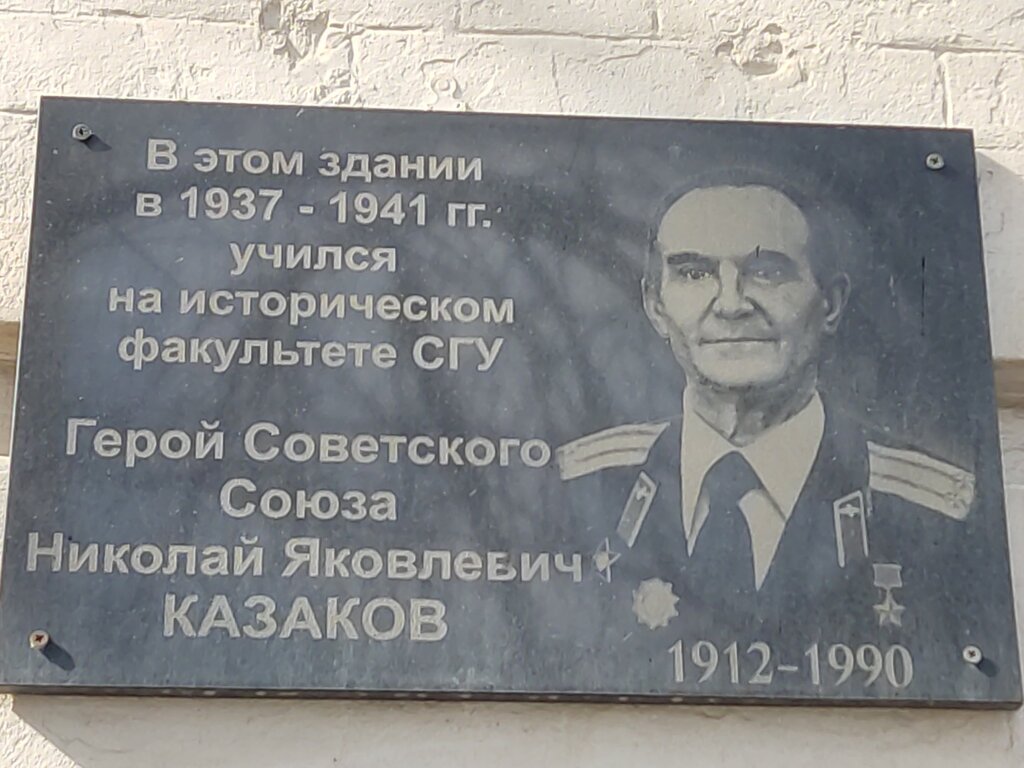 В этом здании
в 1937 - 1941 гг.
учился
на историческом
факультете СГУ
Герой Советского
Союза
Николай Яковлевич
КАЗАКОВ
1912-1990